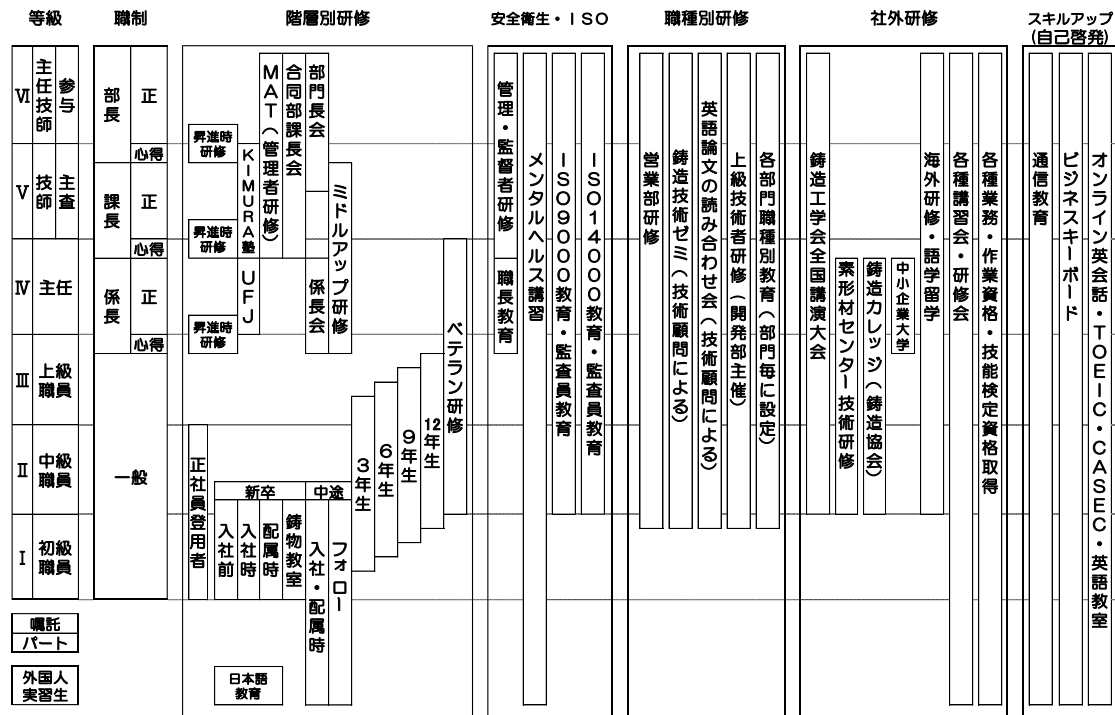 等級
職制
階層別研修
安全衛生・ISO
職種別研修
社外研修
スキルアップ
(自己啓発)
Ⅵ
主任技師
参与
Ⅴ
技師
主査
Ⅳ
主任
Ⅲ
上級
職員
Ⅱ
中級
職員
Ⅰ
初級
職員
嘱託
パート
外国人
実習生
部長
正
心得
課長
正
心得
係長
正
心得
一般
昇進時
研修
昇進時
研修
昇進時
研修
正社員登用者
KIMURA塾
UFJ
MAT(管理者研修)
合同部課長会
部門長会
係長会
ミドルアップ研修
新卒
中途
入社前
入社時
配属時
鋳物教室
入社・配属時
フォロー
3年生
6年生
9年生
12年生
ベテラン研修
日本語
教育
管理・監督者研修
職長教育
メンタルヘルス講習
ISO9000教育・監査員教育
ISO14000教育・監査員教育
営業部研修
鋳造技術ゼミ(技術顧問による)
英語論文の読み合わせ会(技術顧問による)
上級技術者研修(開発部主催)
各部門職種別教育(部門毎に設定)
鋳造工学会全国講演大会
素形材センター技術研修
鋳造カレッジ(鋳造協会)
中小企業大学
海外研修・語学留学
各種講習会・研修会
各種業務・作業資格・技能検定資格取得
通信教育
ビジネスキーボード
オンライン英会話・TOEIC・CASEC・英語教室